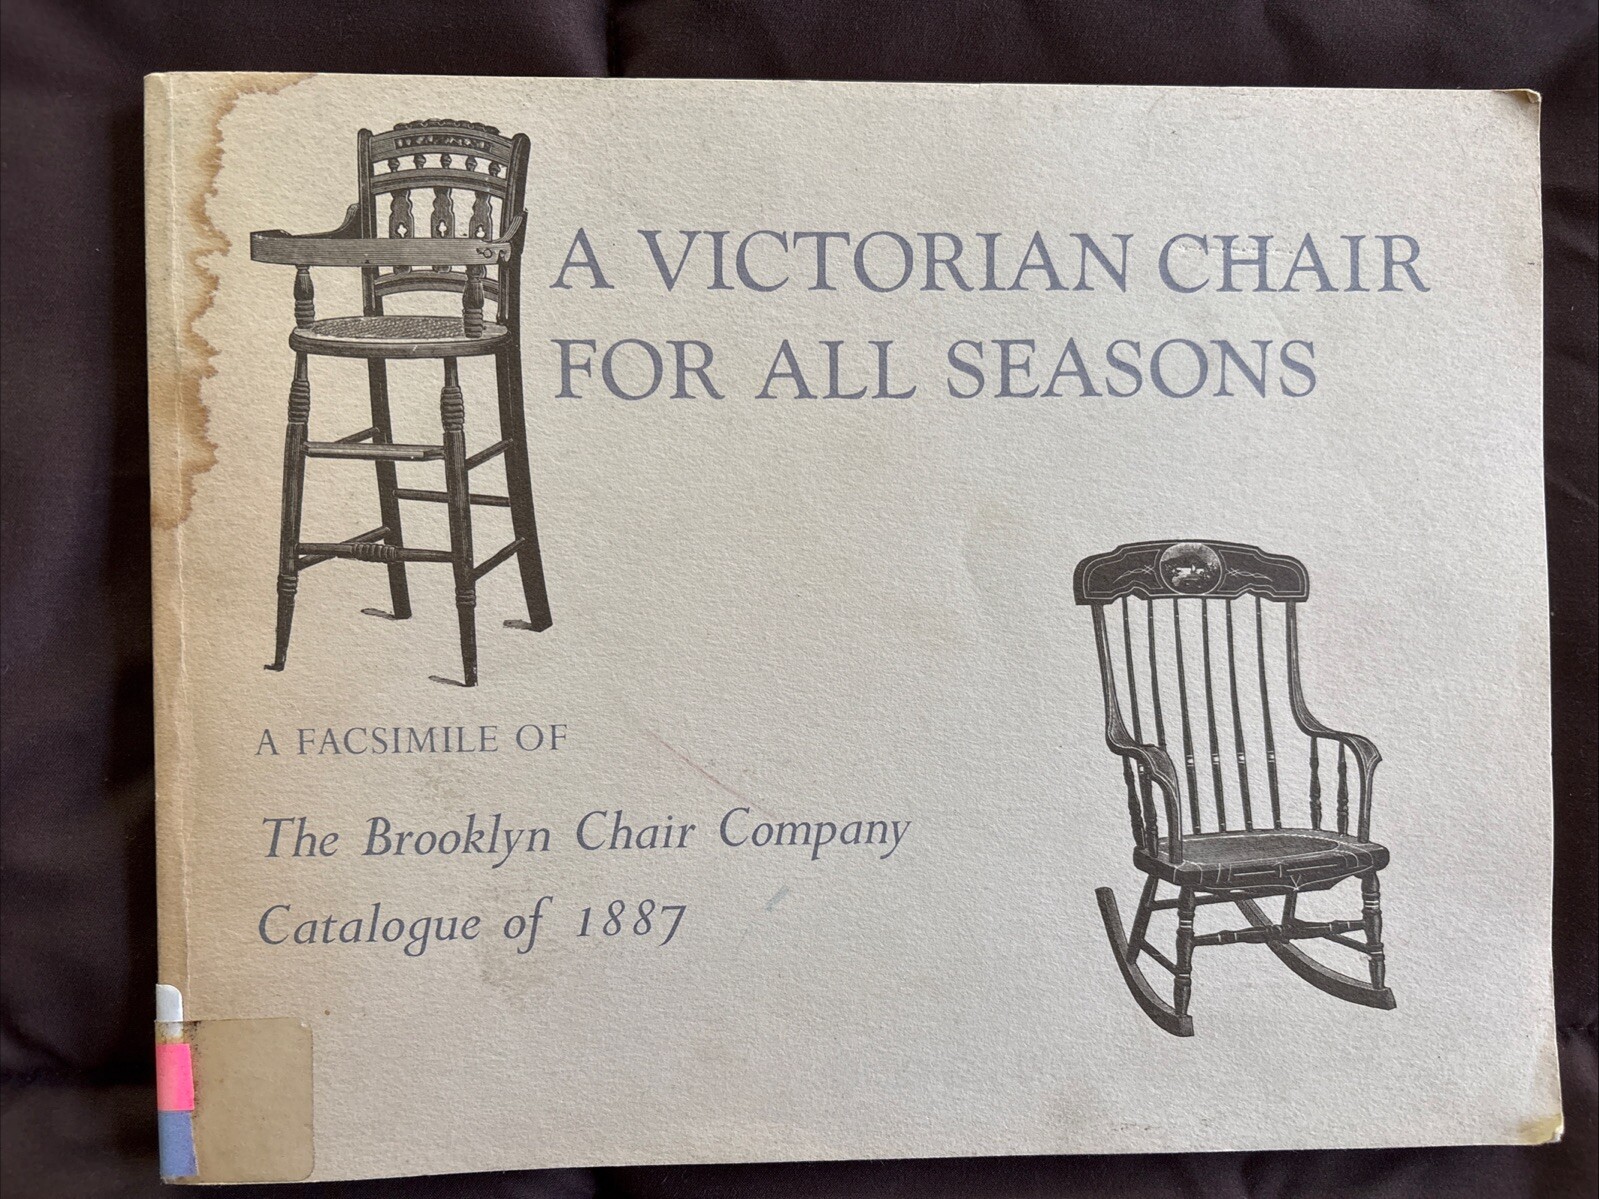 A VICTORIAN CHAIR
FOR ALL SEASONS
A FACSIMILE OF
The Brooklyn Chair Company
Catalogue of 1887